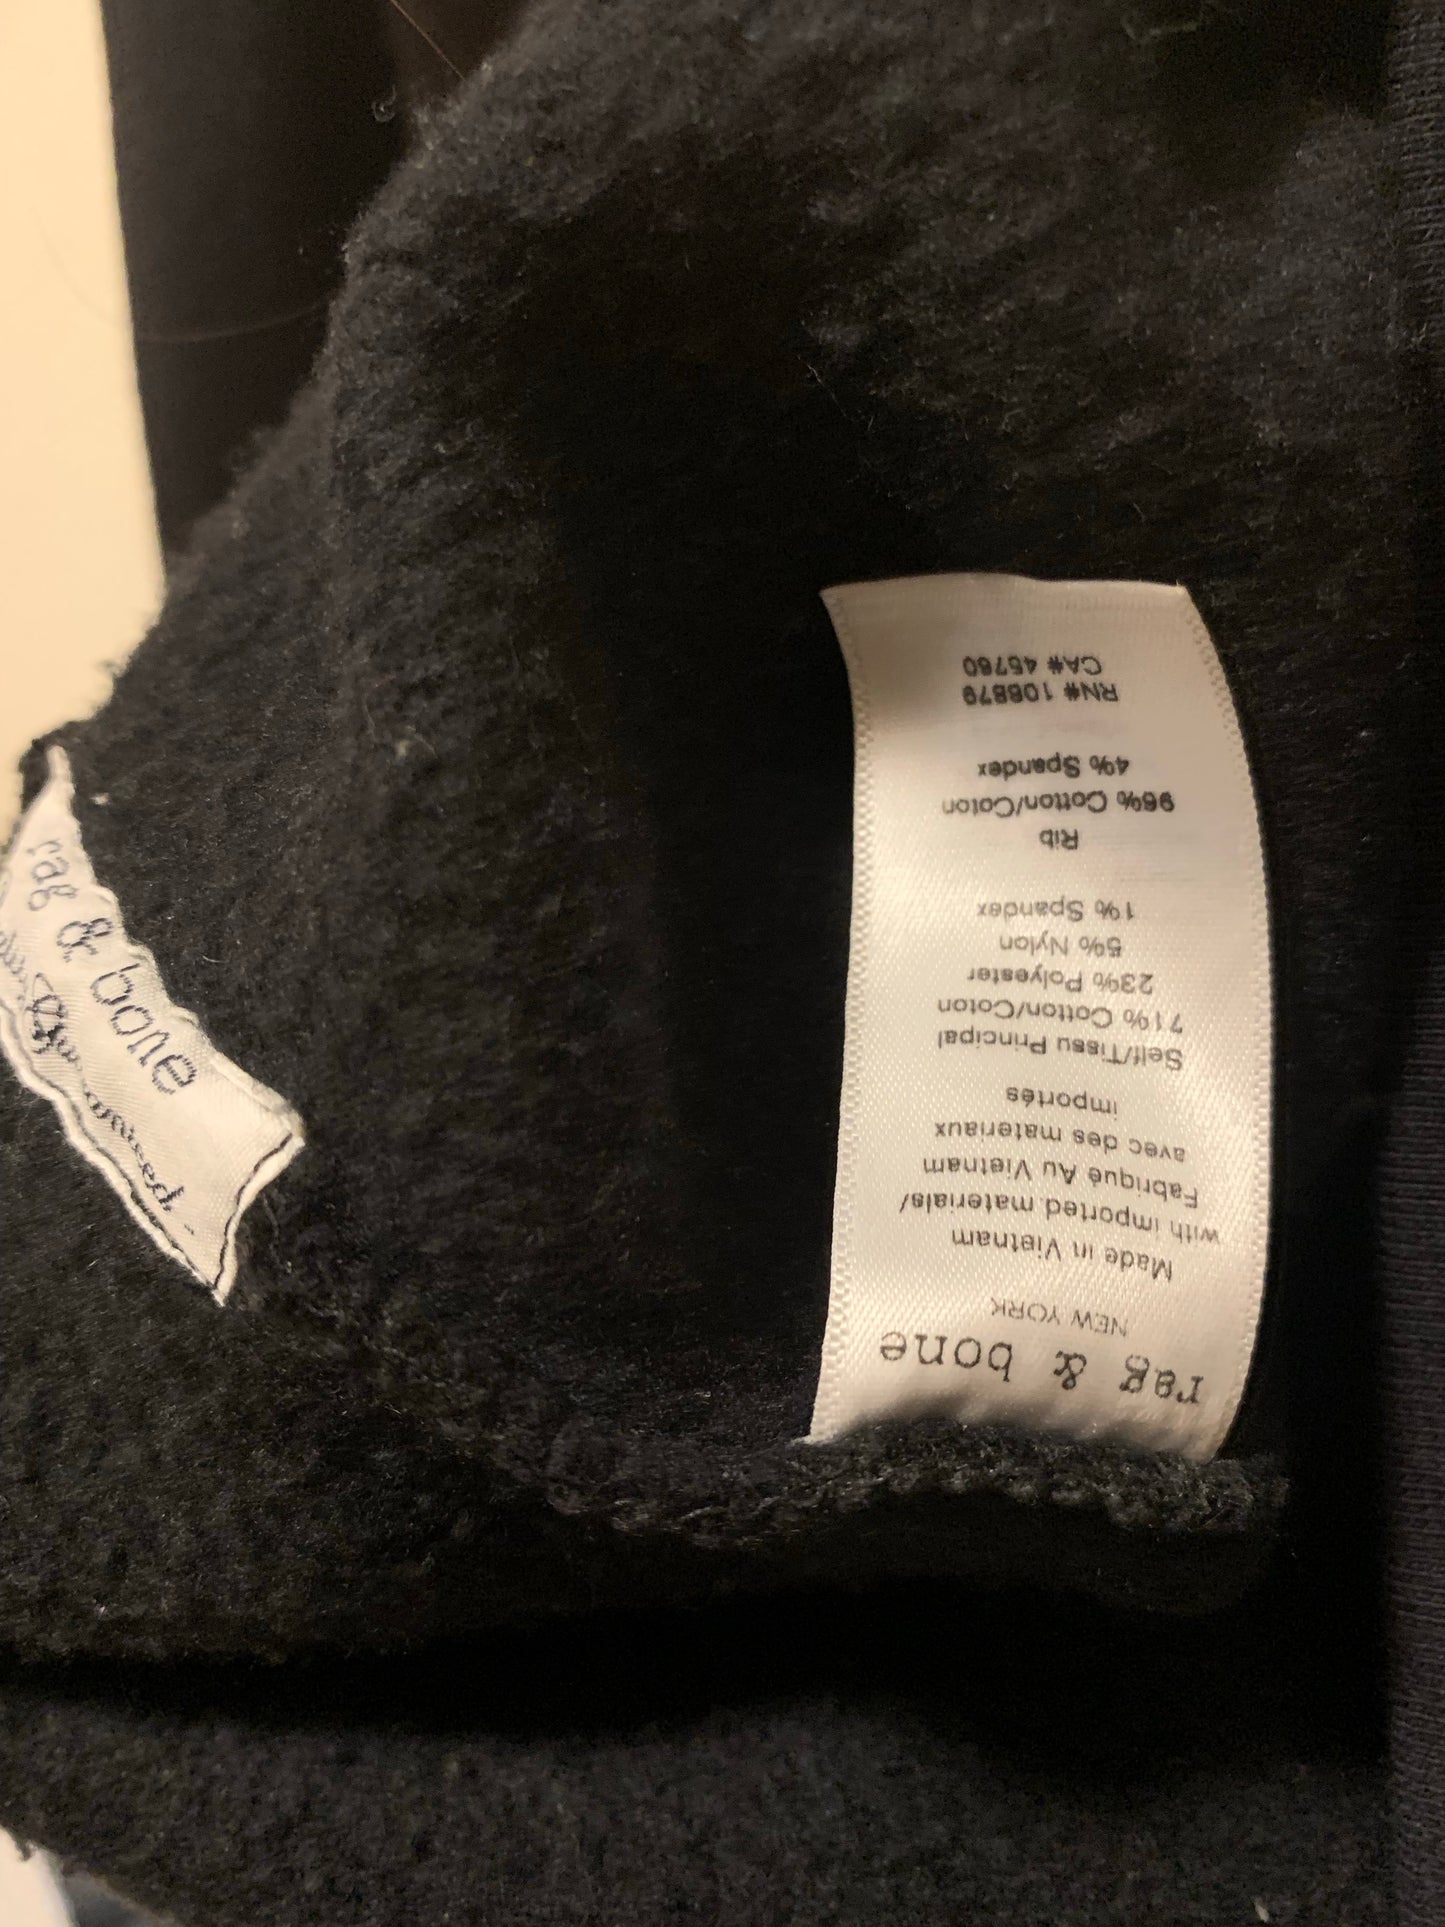 rag & bone
NEW YORK
Made in Vietnam
with imported materials/
Fabriqué Au Vietnam
avec des materiaux
importés
Self/Tissu Principal
71% Cotton/Coton
23% Polyester
5% Nylon
1% Spandex
Rib
96% Cotton/Coton
4% Spandex
RN# 106879
CA# 45760
rag & bone